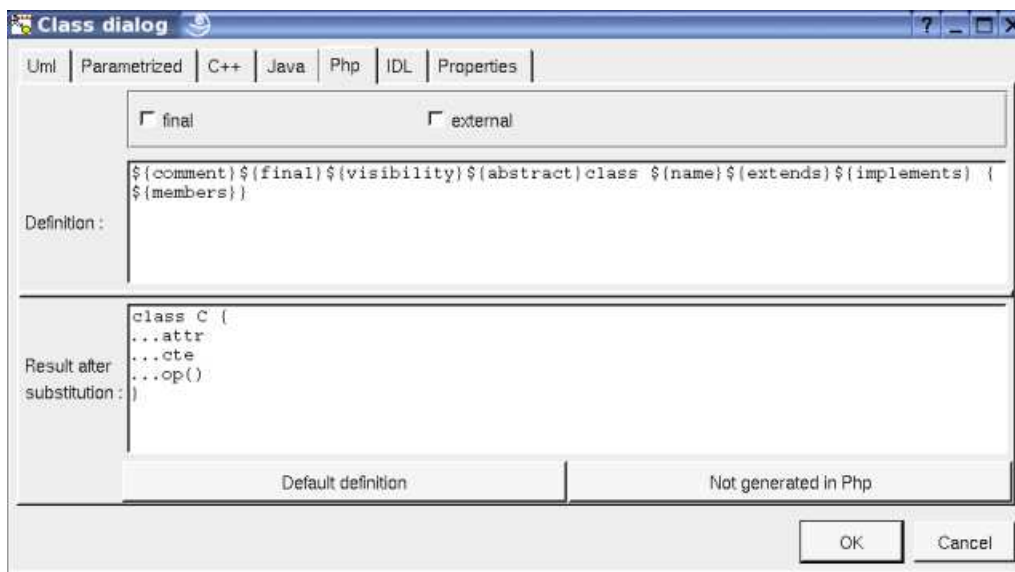 Class dialog
Uml Parametrized C++ Java Php IDL Properties
final external
Definition :
${comment}${final}${visibility}${abstract}class ${name}${extends}${implements} {
${members}}
Result after
substitution :
class C {
...attr
...cte
...op()
}
Default definition Not generated in Php
OK Cancel